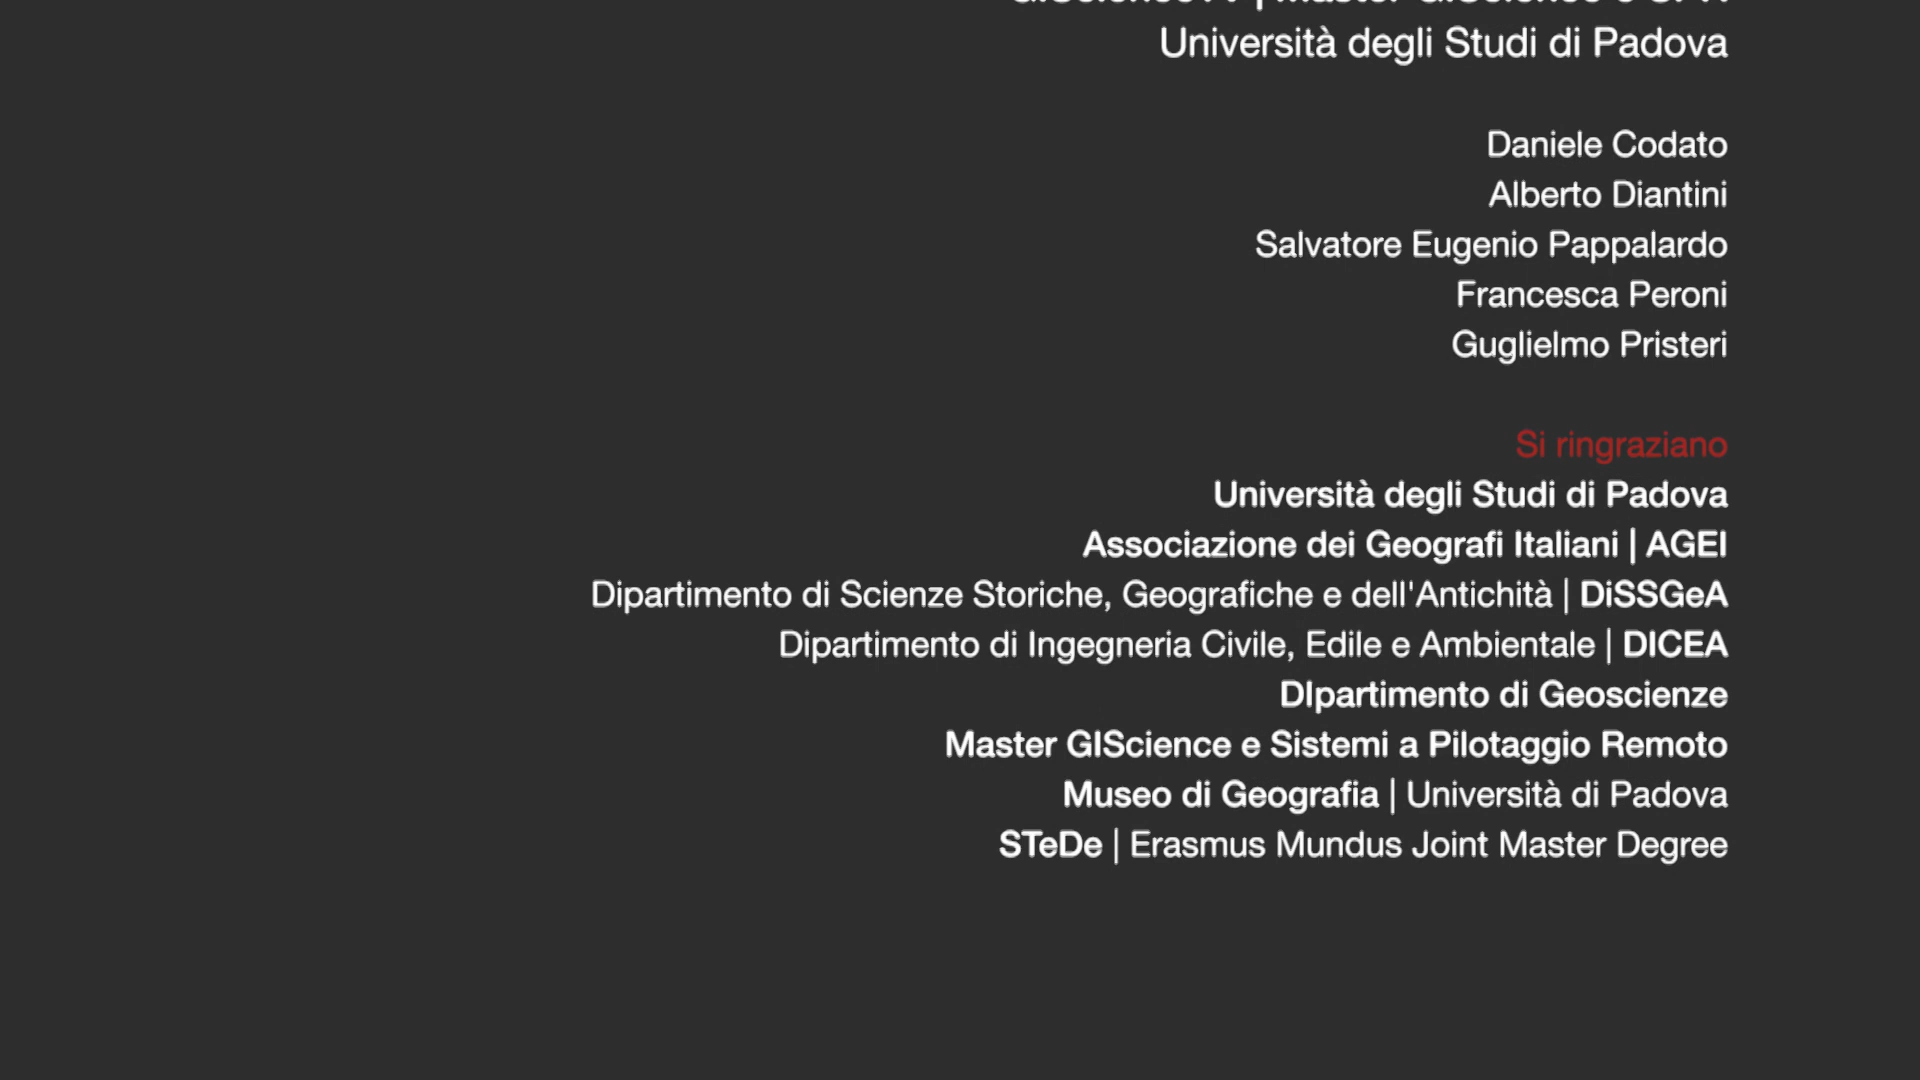 Università degli Studi di Padova
Daniele Codato
Alberto Diantini
Salvatore Eugenio Pappalardo
Francesca Peroni
Guglielmo Pristeri
Si ringraziano
Università degli Studi di Padova
Associazione dei Geografi Italiani | AGEI
Dipartimento di Scienze Storiche, Geografiche e dell'Antichità | DiSSGeA
Dipartimento di Ingegneria Civile, Edile e Ambientale | DICEA
DIpartimento di Geoscienze
Master GIScience e Sistemi a Pilotaggio Remoto
Museo di Geografia | Università di Padova
STeDe | Erasmus Mundus Joint Master Degree